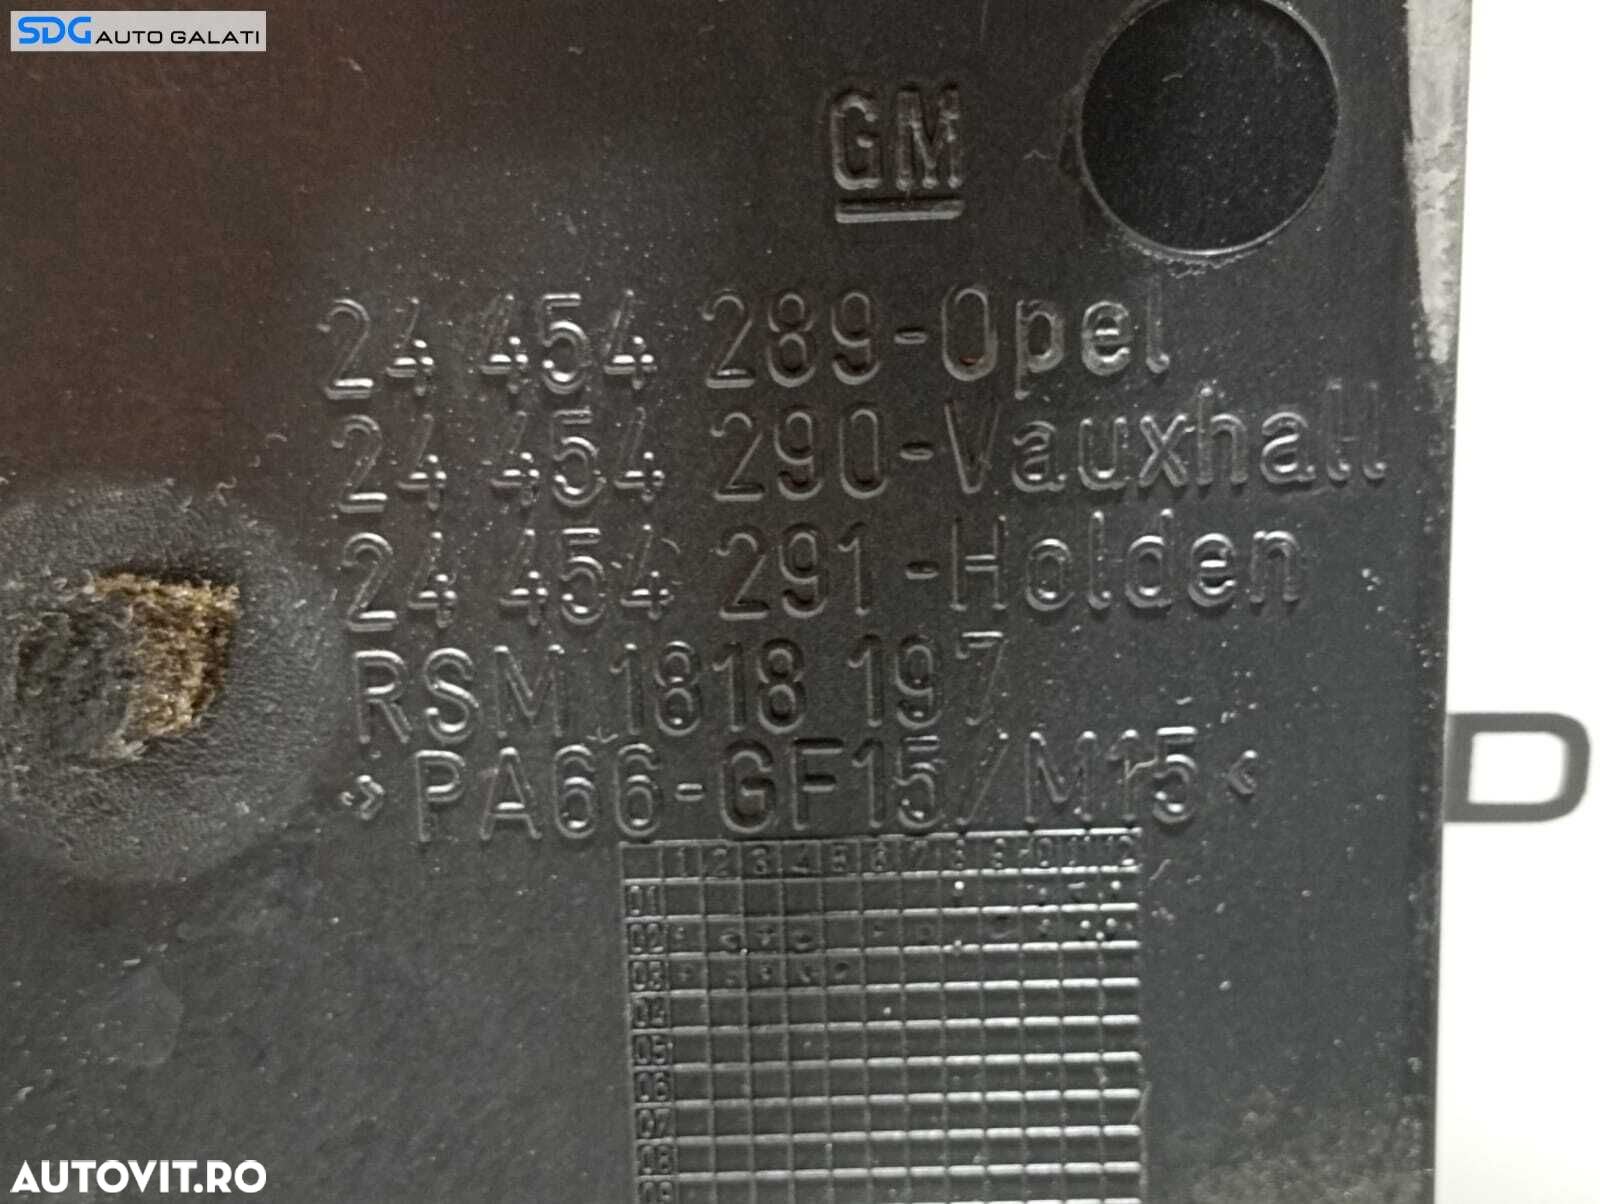 SDG AUTO GALATI
GM
24 454 289-Opel
24 454 290-Vauxhall
24 454 291-Holden
RSM 1818 197
>PA66-GF15/M15<
1 2 3 4 5 6 7 8 9 10 11 12
01
02
03
04
05
06
07
08
09
D
AUTOVIT.RO